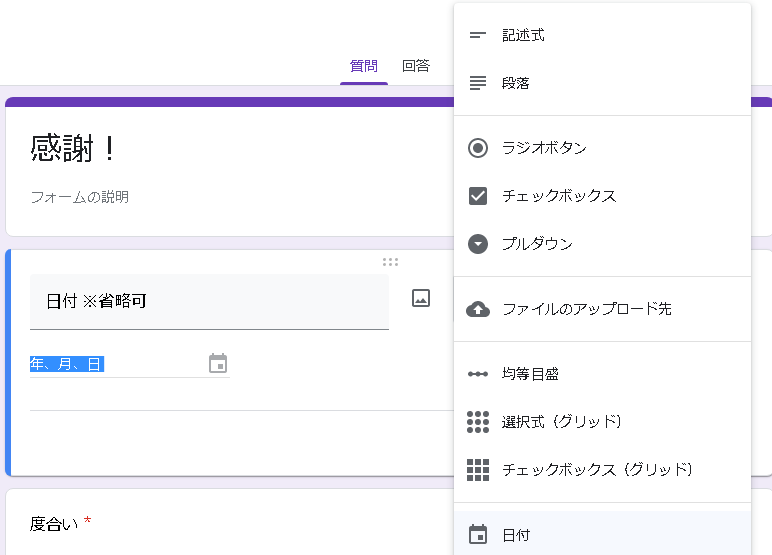 質問 回答
感謝！
フォームの説明
日付 ※省略可
年、月、日
度合い *
記述式
段落
ラジオボタン
チェックボックス
プルダウン
ファイルのアップロード先
均等目盛
選択式（グリッド）
チェックボックス（グリッド）
日付